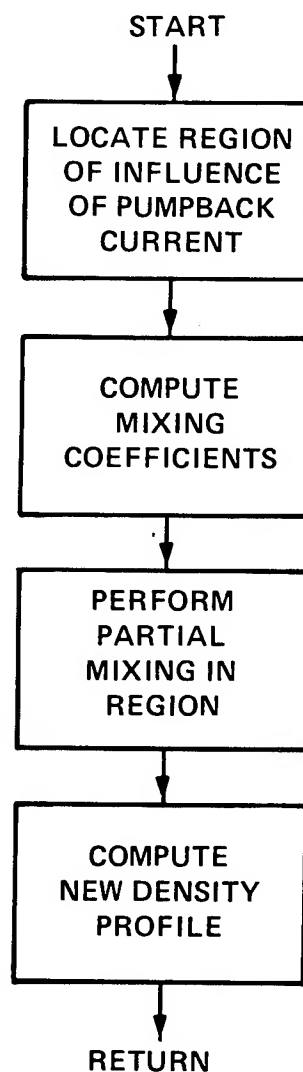 START
LOCATE REGION
OF INFLUENCE
OF PUMPBACK
CURRENT
COMPUTE
MIXING
COEFFICIENTS
PERFORM
PARTIAL
MIXING IN
REGION
COMPUTE
NEW DENSITY
PROFILE
RETURN